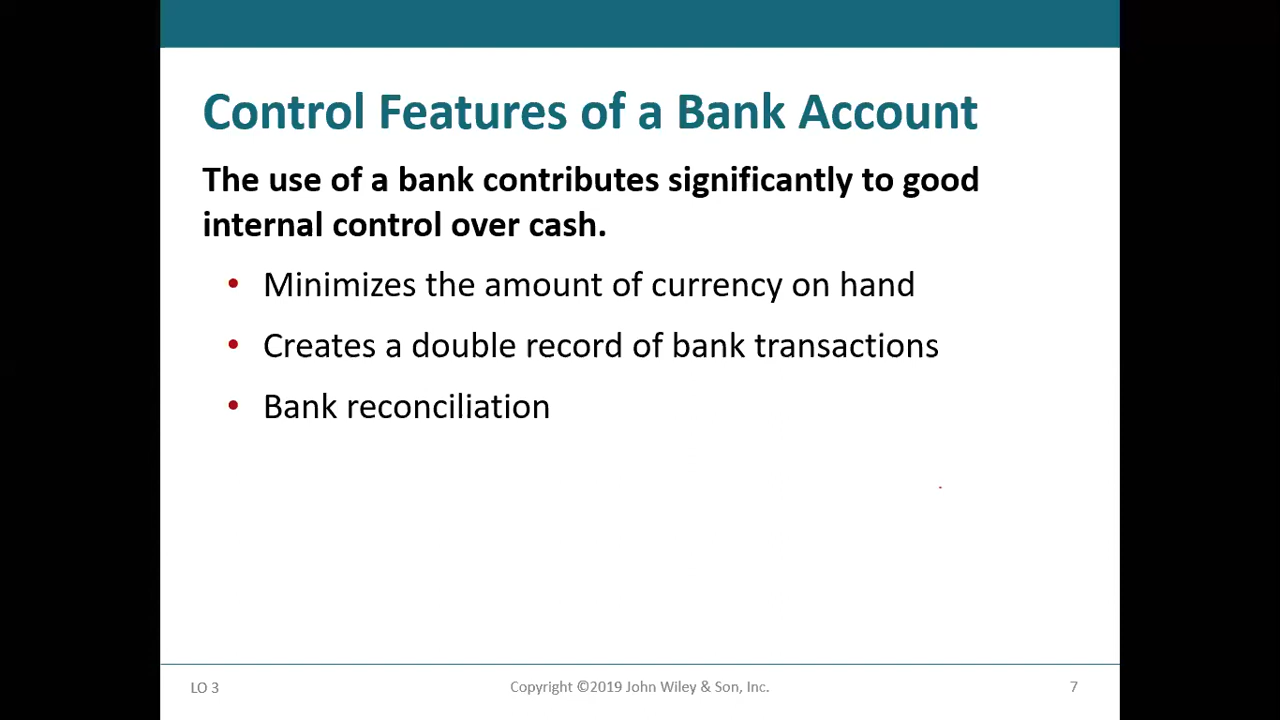 Control Features of a Bank Account
The use of a bank contributes significantly to good
internal control over cash.
• Minimizes the amount of currency on hand
• Creates a double record of bank transactions
• Bank reconciliation
LO 3
Copyright ©2019 John Wiley & Son, Inc.
7